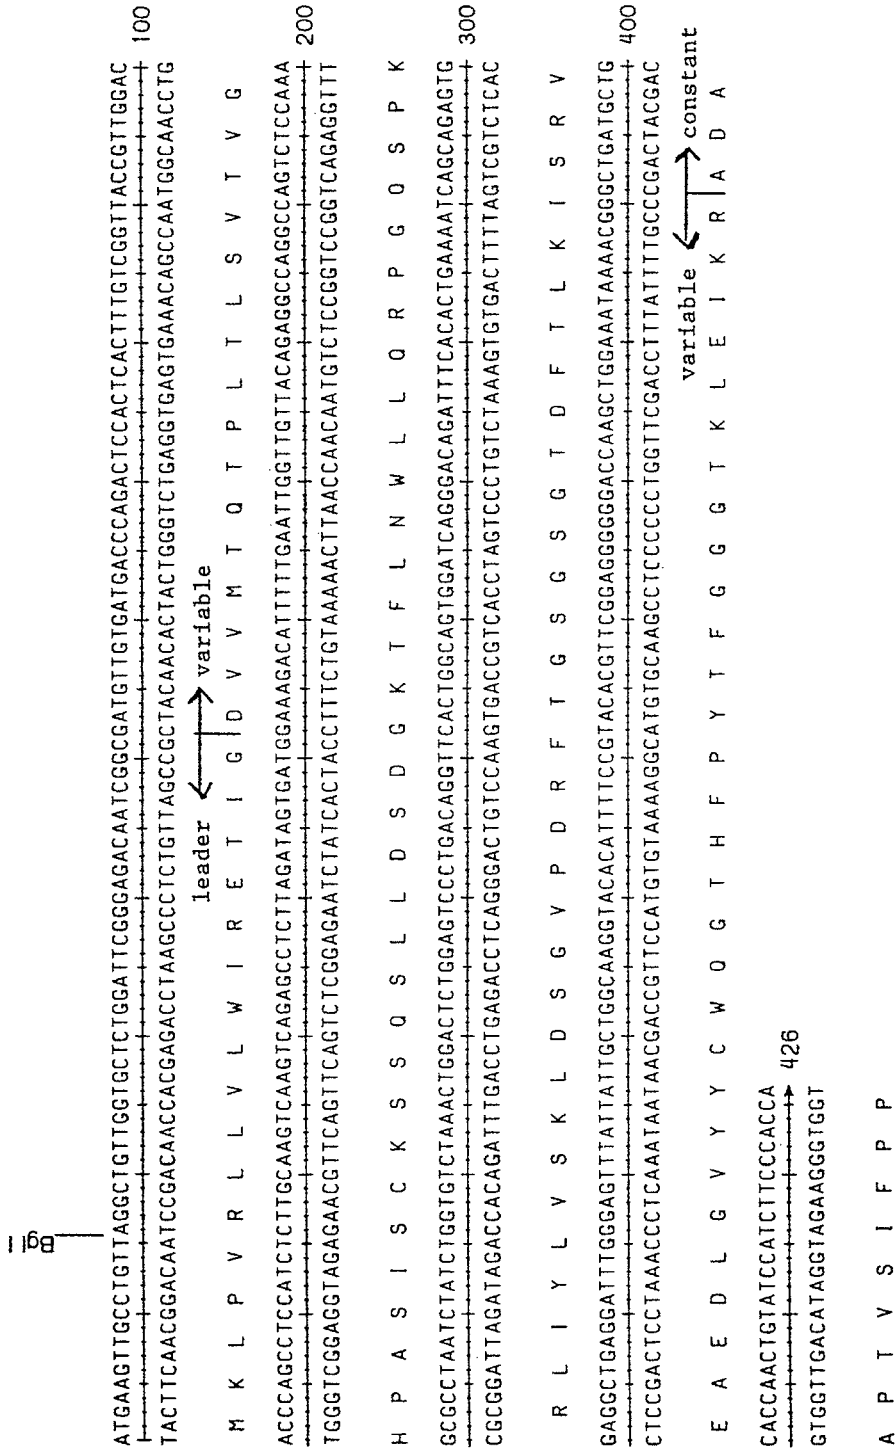 BglI
ATGAAGTTGCCTGTTAGGCTGTTGGTGCTCTGGATTCGGGAGACAATCGGCGATGTTGTGATGACCCAGACTCCACTCACTTTGTCGGTTACCGTTGGAC
100
TACTTCAACGGACAATCCGACAACCACGAGACCTAAGCCCTCTGTTAGCCGCTACAACACTACTGGGTCTGAGGTGAGTGAAACAGCCAATGGCAACCTG
leader variable
M K L P V R L L V L W I R E T I G D V V M T Q T P L T L S V T V G
ACCCAGCCTCCATCTCTTGCAAGTCAAGTCAGAGCCTCTTAGATAGTGATGGAAAGACATTTTTGAATTGGTTGTTACAGAGGCCAGGCCAGTCTCCAAA
200
TGGGTCGGAGGTAGAGAACGTTCAGTTCAGTCTCGGAGAATCTATCACTACCTTTCTGTAAAAACTTAACCAACAATGTCTCCGGTCCGGTCAGAGGTTT
H P A S I S C K S S Q S L L D S D G K T F L N W L L Q R P G Q S P K
GCGCCTAATCTATCTGGTGTCTAAACTGGACTCTGGAGTCCCTGACAGGTTCACTGGCAGTGGATCAGGGACAGATTTCACACTGAAAATCAGCAGAGTG
300
CGCGGATTAGATAGACCACAGATTTGACCTGAGACCTCAGGGACTGTCCAAGTGACCGTCACCTAGTCCCTGTCTAAAGTGTGACTTTTAGTCGTCTCAC
R L I Y L V S K L D S G V P D R F T G S G S G T D F T L K I S R V
GAGGCTGAGGATTTGGGAGTTTATTATTGCTGGCAAGGTACACATTTTCCGTACACGTTCGGAGGGGGGACCAAGCTGGAAATAAAACGGGCTGATGCTG
400
CTCCGACTCCTAAACCCTCAAATAATAACGACCGTTCCATGTGTAAAAGGCATGTGCAAGCCTCCCCCCTGGTTCGACCTTTATTTTGCCCGACTACGAC
variable constant
E A E D L G V Y Y C W Q G T H F P Y T F G G G T K L E I K R A D A
CACCAACTGTATCCATCTTCCCACCA
426
GTGGTTGACATAGGTAGAAGGGTGGT
A P T V S I F P P